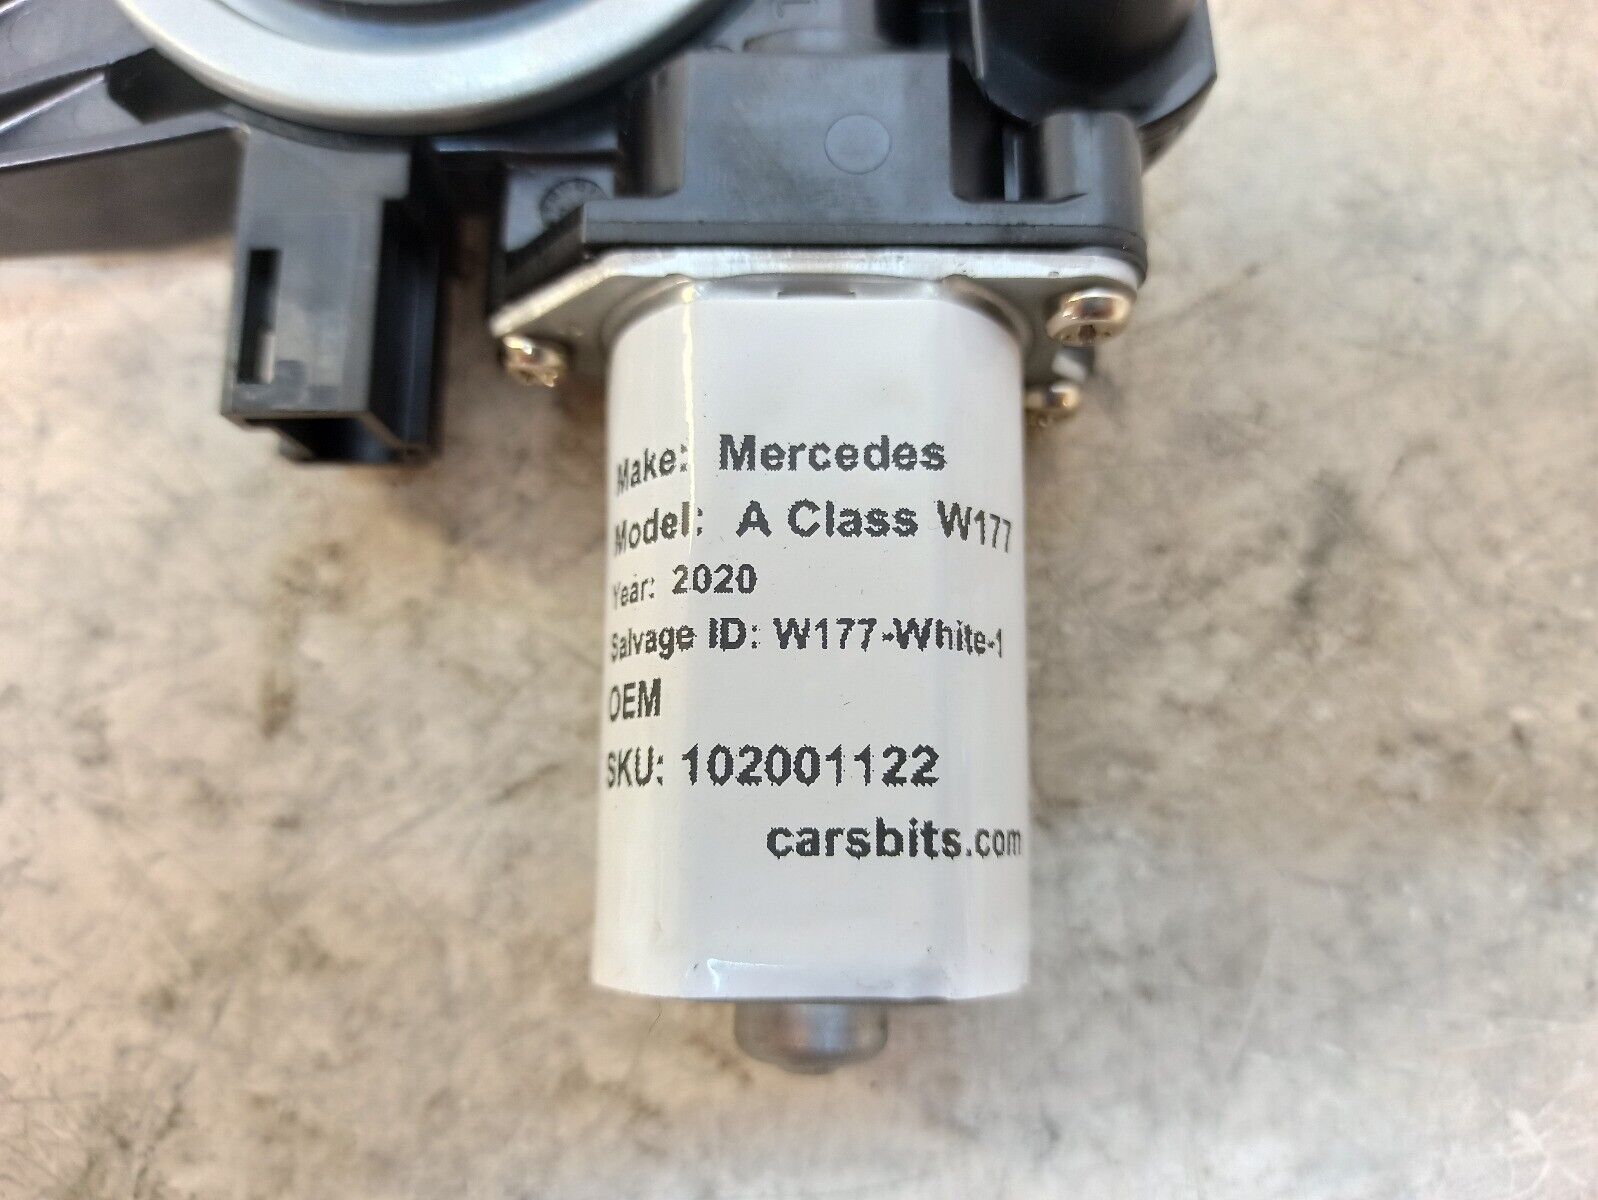 Make: Mercedes
Model: A Class W177
Year: 2020
Salvage ID: W177-White-1
OEM
SKU: 102001122
carsbits.com